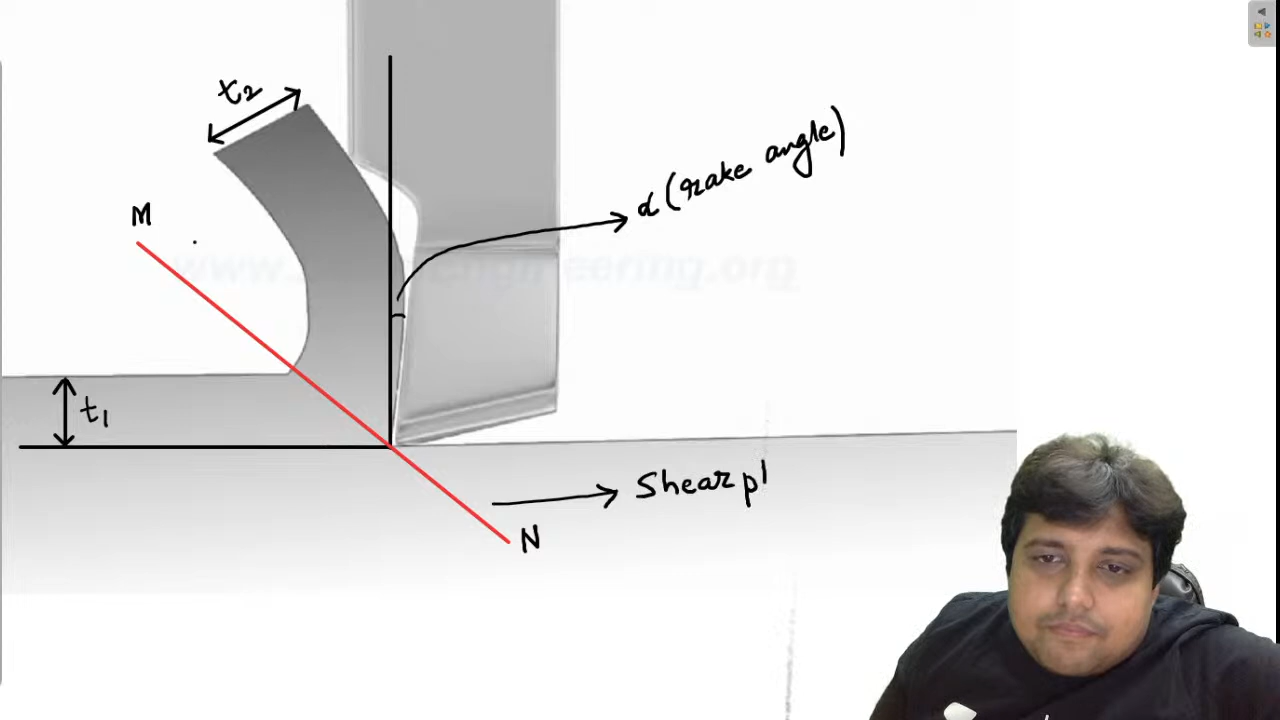 t₂
α (rake angle)
M
t₁
Shear pl
N